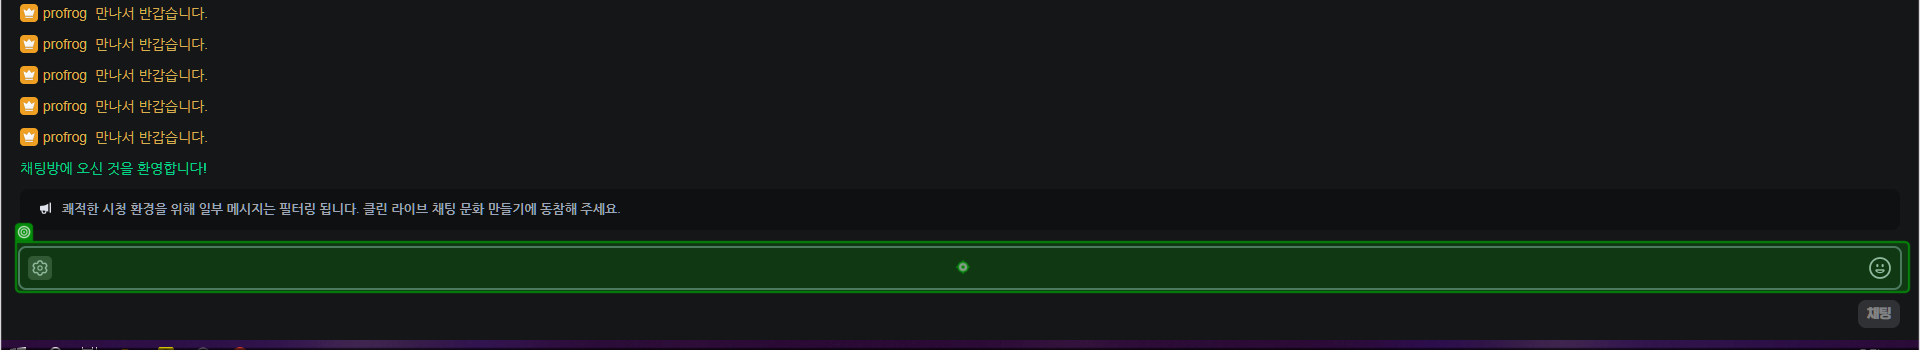 profrog 만나서 반갑습니다.
profrog 만나서 반갑습니다.
profrog 만나서 반갑습니다.
profrog 만나서 반갑습니다.
profrog 만나서 반갑습니다.
채팅방에 오신 것을 환영합니다!
쾌적한 시청 환경을 위해 일부 메시지는 필터링 됩니다. 클린 라이브 채팅 문화 만들기에 동참해 주세요.
채팅